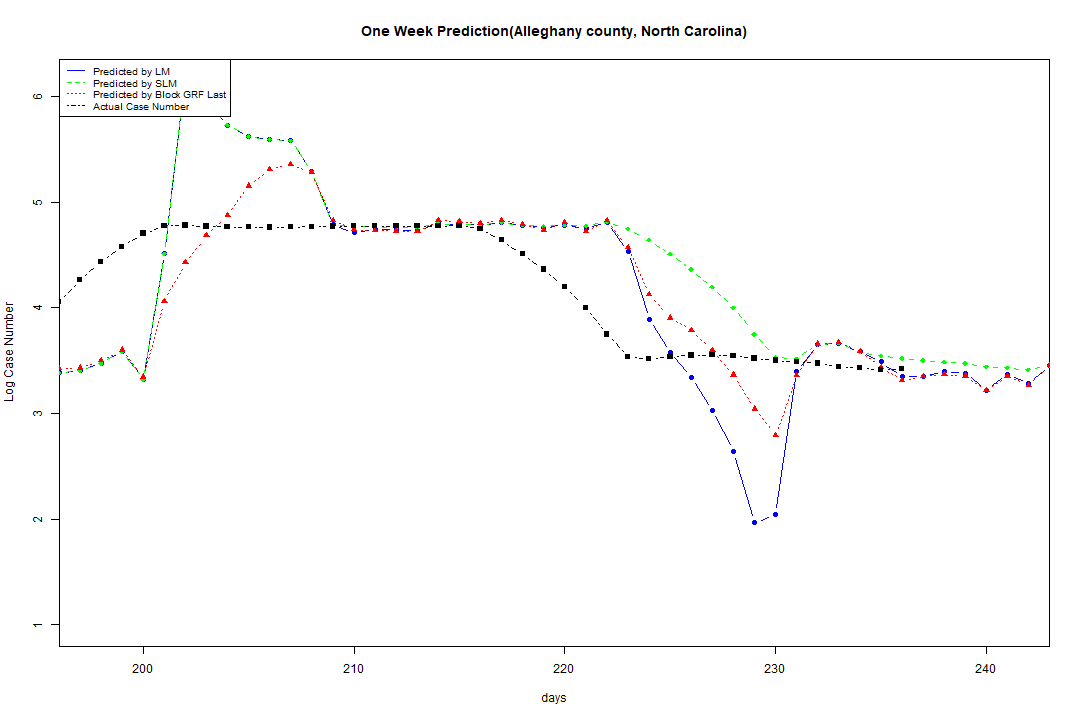 One Week Prediction(Alleghany county, North Carolina)
Predicted by LM
Predicted by SLM
Predicted by Block GRF Last
Actual Case Number
6
5
4
3
2
1
Log Case Number
200 210 220 230 240
days